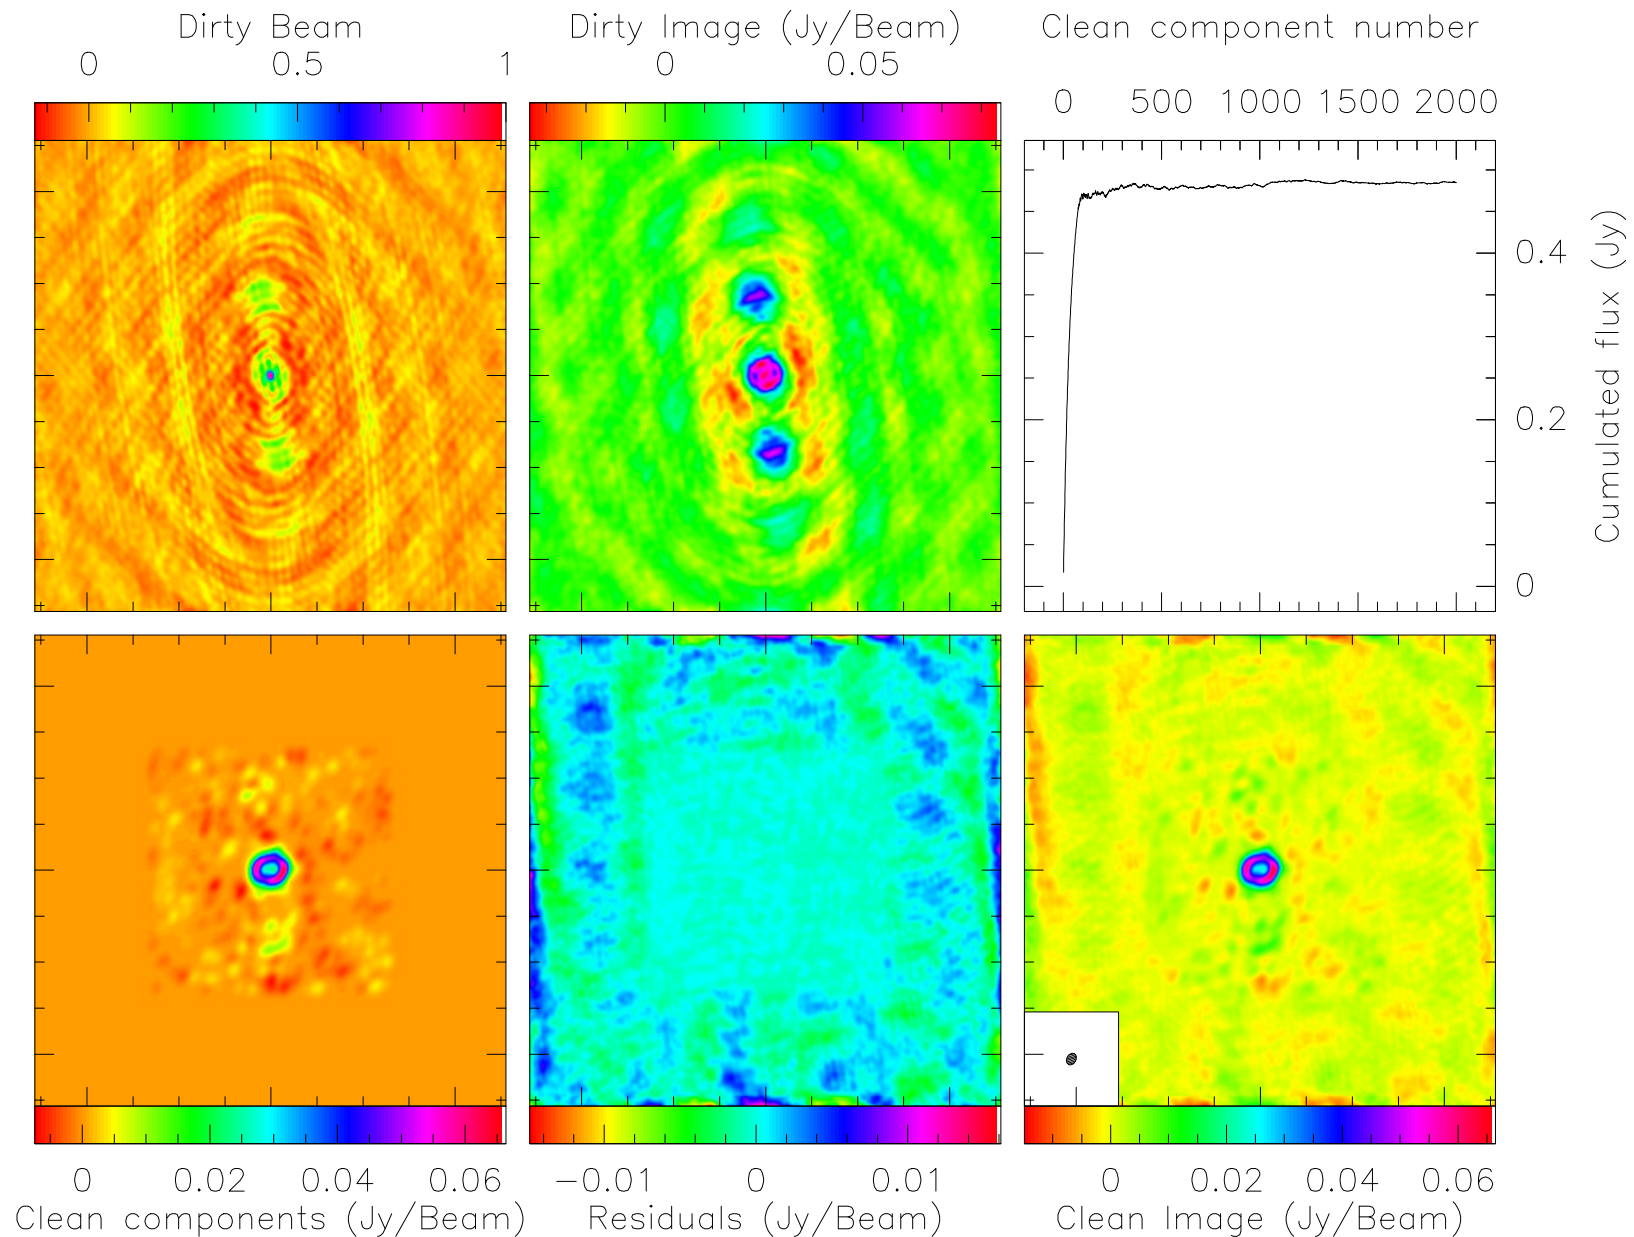 Dirty Beam
0 0.5 1
Dirty Image (Jy/Beam)
0 0.05
Clean component number
0 500 1000 1500 2000
0.4
0.2
0
Cumulated flux (Jy)
0 0.02 0.04 0.06
Clean components (Jy/Beam)
−0.01 0 0.01
Residuals (Jy/Beam)
0 0.02 0.04 0.06
Clean Image (Jy/Beam)